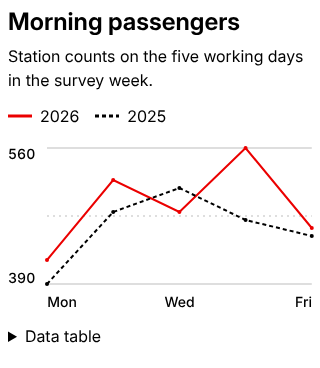 Morning passengers
Station counts on the five working days
in the survey week.
2026 2025
560
390
Mon Wed Fri
Data table